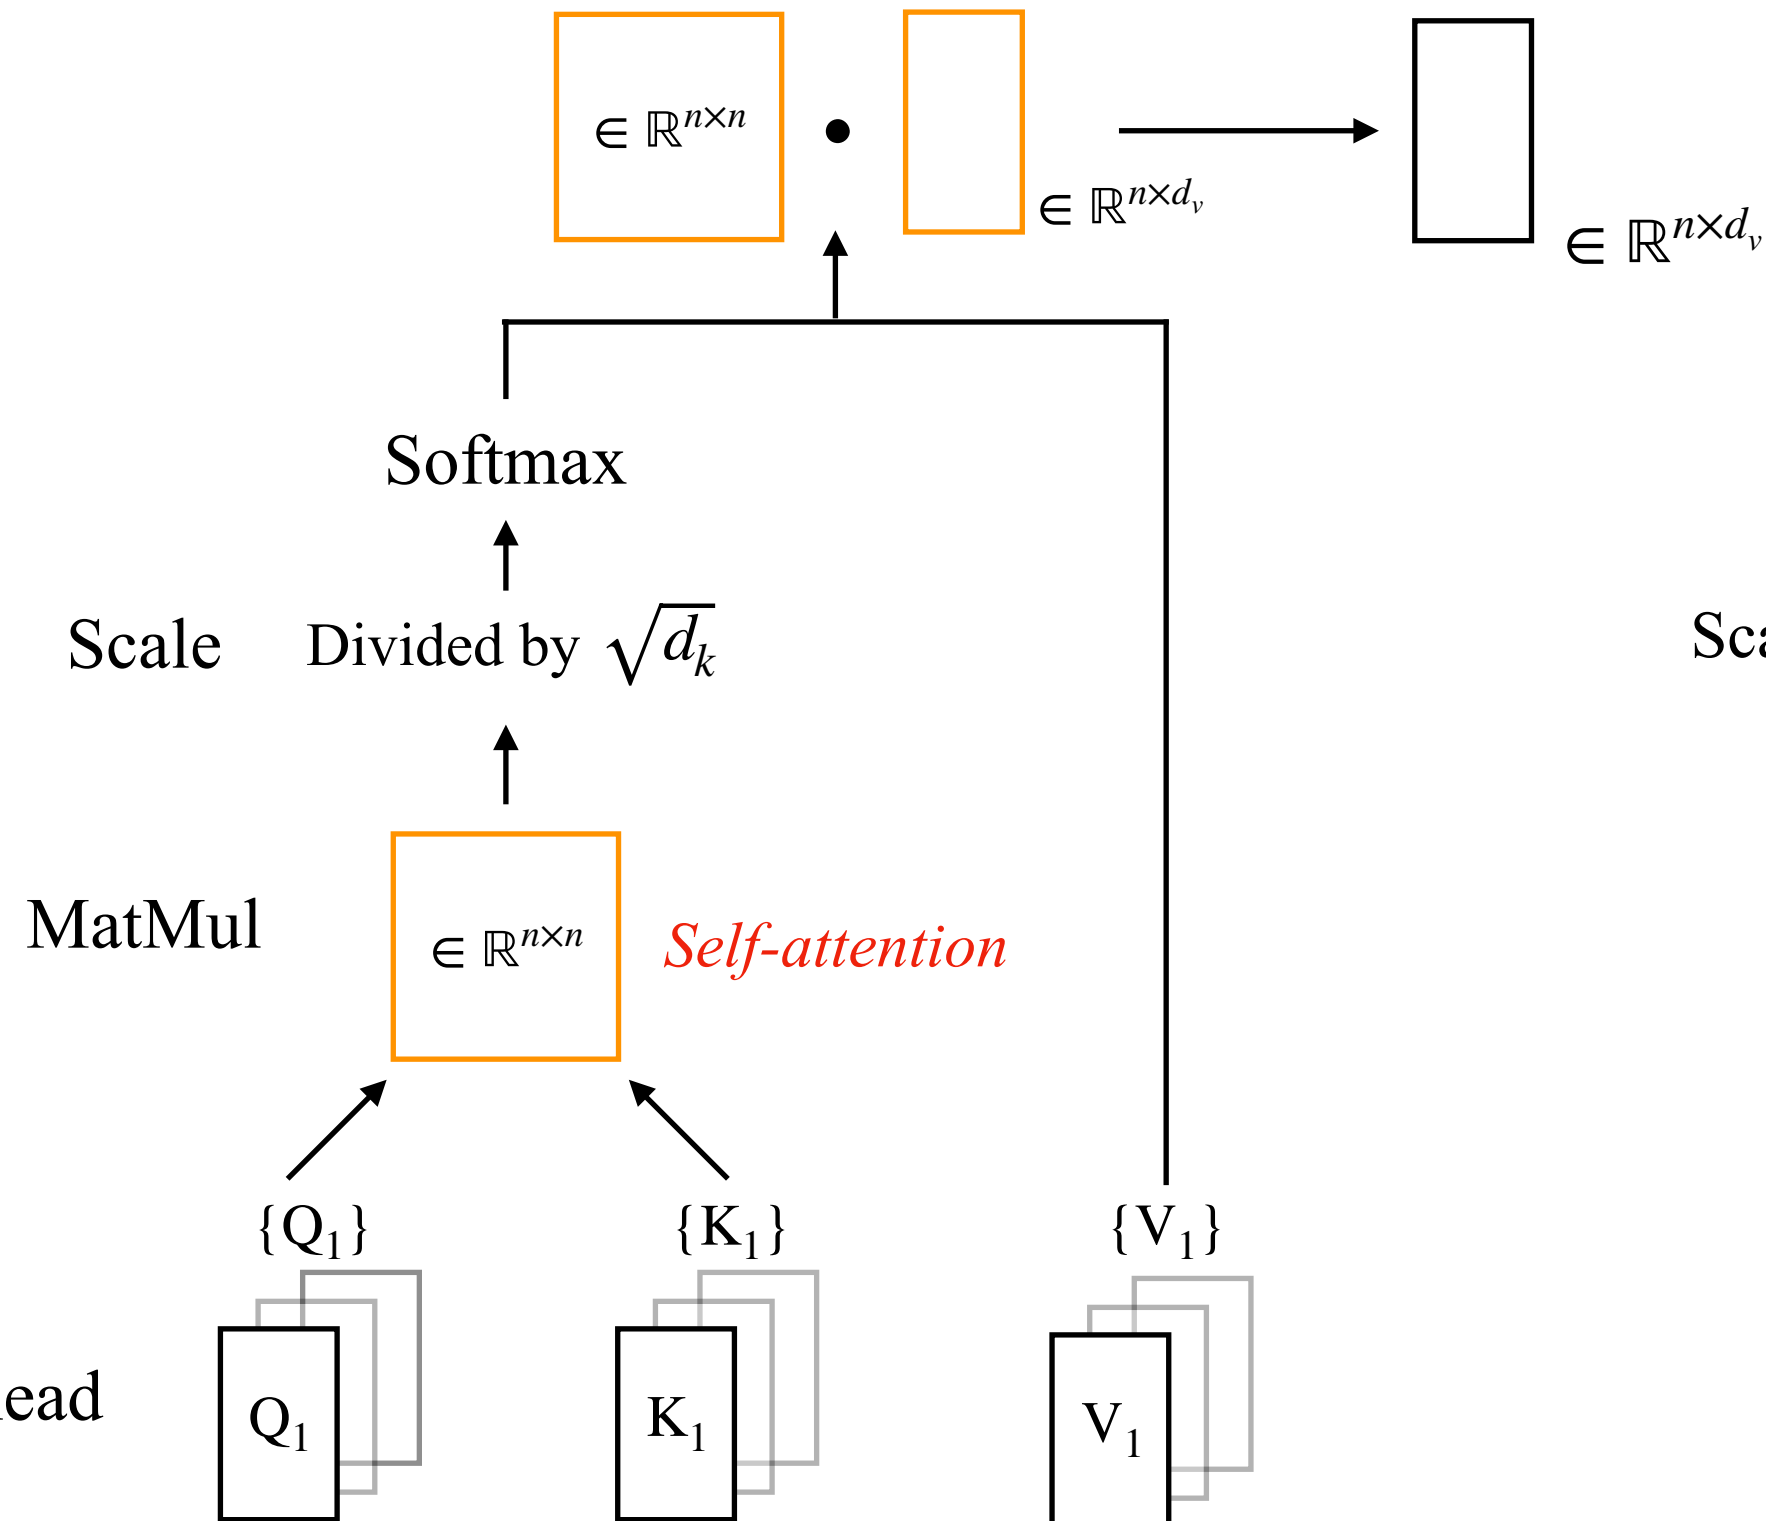 ∈ ℝ^{n×n} • ∈ ℝ^{n×d_v} ∈ ℝ^{n×d_v}
Softmax
Scale Divided by √d_k
MatMul ∈ ℝ^{n×n} Self-attention
{Q₁} {K₁} {V₁}
Q₁ K₁ V₁